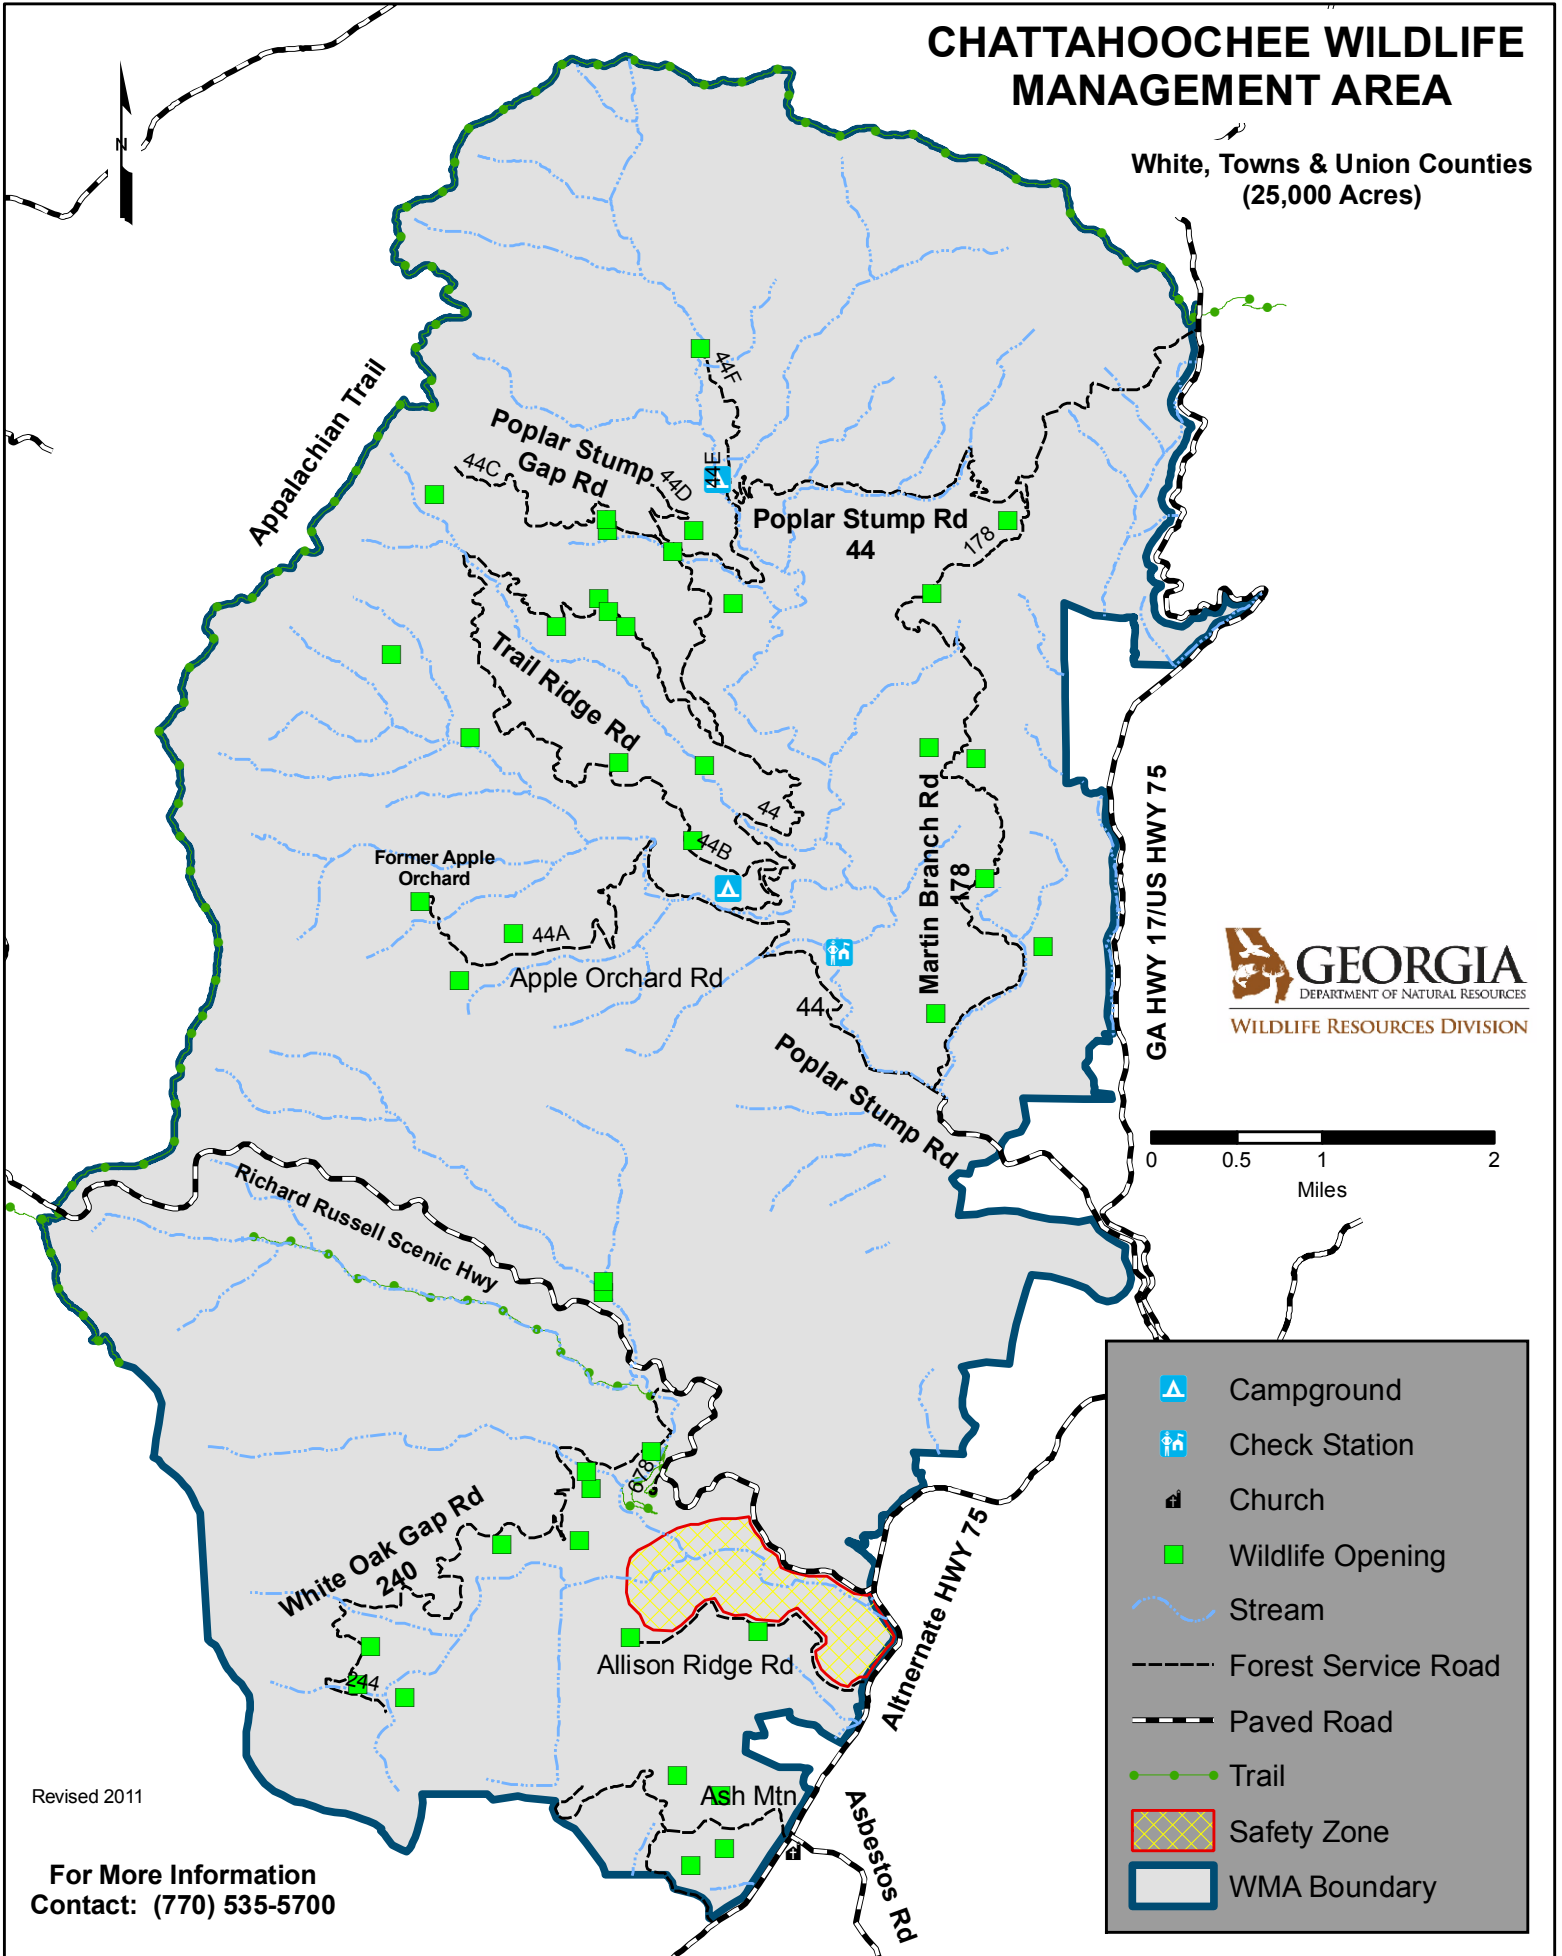 CHATTAHOOCHEE WILDLIFE
MANAGEMENT AREA
White, Towns & Union Counties
(25,000 Acres)
N
Appalachian Trail
44F
Poplar Stump
Gap Rd
44C
44D
44E
Poplar Stump Rd
44
178
Trail Ridge Rd
44
44B
Former Apple
Orchard
44A
Apple Orchard Rd
Martin Branch Rd
178
GA HWY 17/US HWY 75
44
Poplar Stump Rd
GEORGIA
DEPARTMENT OF NATURAL RESOURCES
WILDLIFE RESOURCES DIVISION
0 0.5 1 2
Miles
Richard Russell Scenic Hwy
678
White Oak Gap Rd
240
244
Allison Ridge Rd
Altnernate HWY 75
Ash Mtn
Asbestos Rd
Campground
Check Station
Church
Wildlife Opening
Stream
Forest Service Road
Paved Road
Trail
Safety Zone
WMA Boundary
Revised 2011
For More Information
Contact: (770) 535-5700